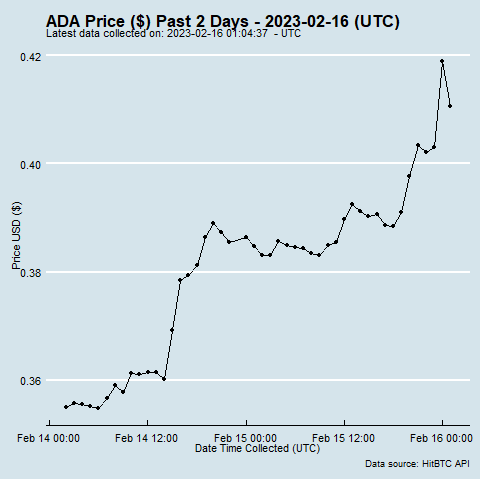 ADA Price ($) Past 2 Days - 2023-02-16 (UTC)
Latest data collected on: 2023-02-16 01:04:37  - UTC
0.42
0.40
0.38
0.36
Price USD ($)
Feb 14 00:00 Feb 14 12:00 Feb 15 00:00 Feb 15 12:00 Feb 16 00:00
Date Time Collected (UTC)
Data source: HitBTC API